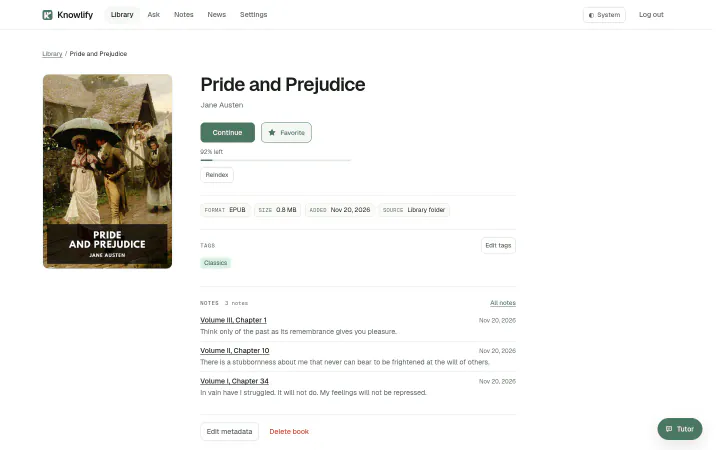 Knowlify
Library
Ask
Notes
News
Settings
System
Log out
Library / Pride and Prejudice
PRIDE
AND PREJUDICE
JANE AUSTEN
Pride and Prejudice
Jane Austen
Continue
Favorite
92% left
Reindex
FORMAT EPUB
SIZE 0.8 MB
ADDED Nov 20, 2026
SOURCE Library folder
TAGS
Edit tags
Classics
NOTES 3 notes
All notes
Volume III, Chapter 1
Nov 20, 2026
Think only of the past as its remembrance gives you pleasure.
Volume II, Chapter 10
Nov 20, 2026
There is a stubbornness about me that never can bear to be frightened at the will of others.
Volume I, Chapter 34
Nov 20, 2026
In vain have I struggled. It will not do. My feelings will not be repressed.
Edit metadata
Delete book
Tutor